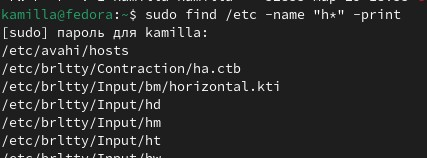 kamilla@fedora:~$ sudo find /etc -name "h*" -print
[sudo] пароль для kamilla:
/etc/avahi/hosts
/etc/brltty/Contraction/ha.ctb
/etc/brltty/Input/bm/horizontal.kti
/etc/brltty/Input/hd
/etc/brltty/Input/hm
/etc/brltty/Input/ht
/etc/brltty/Input/hw